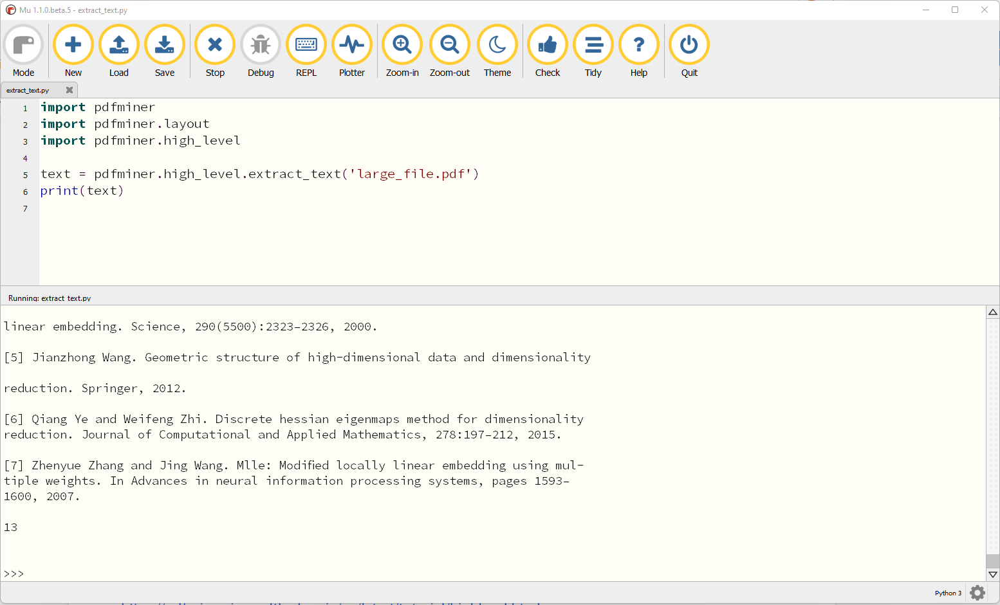 Mu 1.1.0.beta.5 - extract_text.py
Mode New Load Save Stop Debug REPL Plotter Zoom-in Zoom-out Theme Check Tidy Help Quit
extract_text.py
1 import pdfminer
2 import pdfminer.layout
3 import pdfminer.high_level
4
5 text = pdfminer.high_level.extract_text('large_file.pdf')
6 print(text)
7
Running: extract_text.py
linear embedding. Science, 290(5500):2323–2326, 2000.
[5] Jianzhong Wang. Geometric structure of high-dimensional data and dimensionality
reduction. Springer, 2012.
[6] Qiang Ye and Weifeng Zhi. Discrete hessian eigenmaps method for dimensionality
reduction. Journal of Computational and Applied Mathematics, 278:197–212, 2015.
[7] Zhenyue Zhang and Jing Wang. Mlle: Modified locally linear embedding using mul-
tiple weights. In Advances in neural information processing systems, pages 1593–
1600, 2007.
13
>>>
Python 3